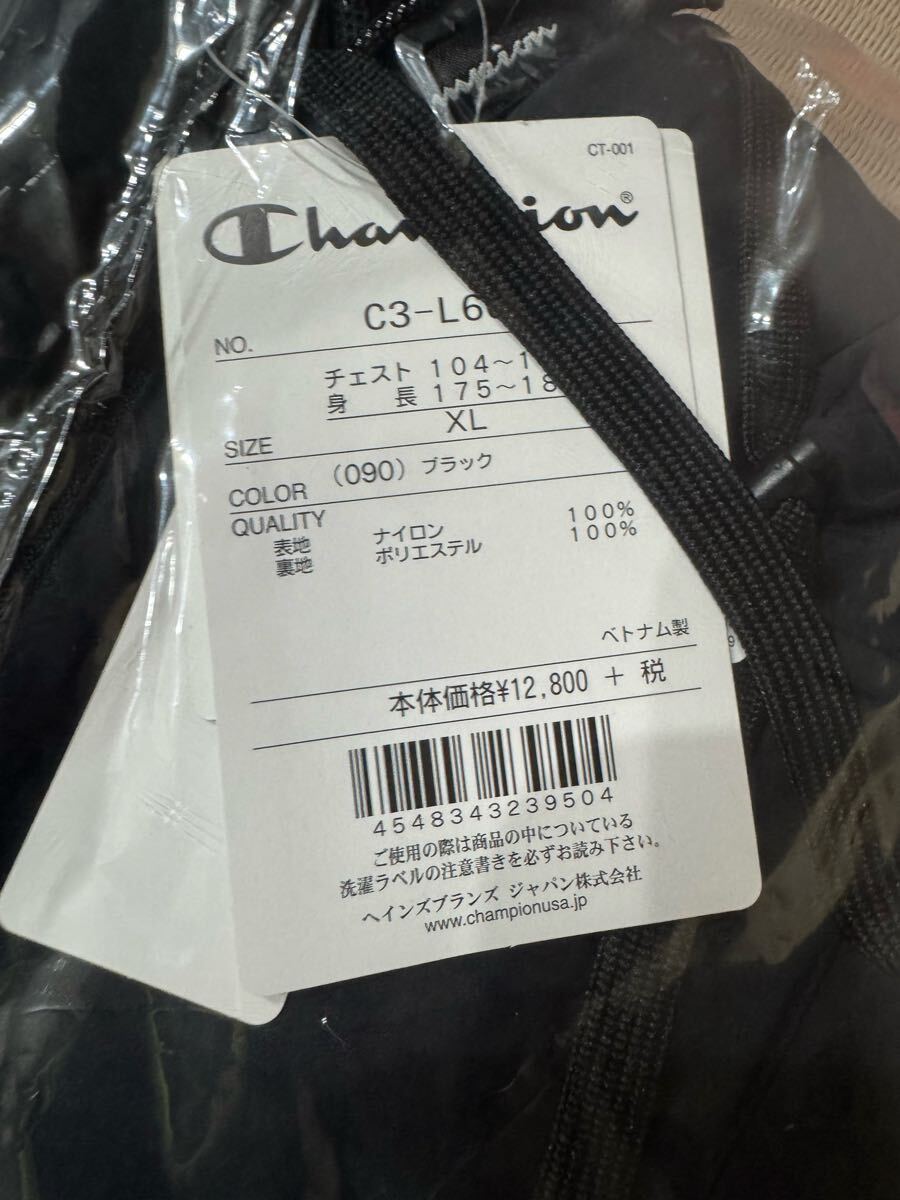 CT-001
Champion®
NO. C3-L6
チェスト 104~1
身長 175~18
SIZE XL
COLOR (090) ブラック
QUALITY
表地 ナイロン 100%
裏地 ポリエステル 100%
ベトナム製
9
本体価格¥12,800 + 税
4548343239504
ご使用の際は商品の中についている
洗濯ラベルの注意書きを必ずお読み下さい。
ヘインズブランズ ジャパン株式会社
www.championusa.jp